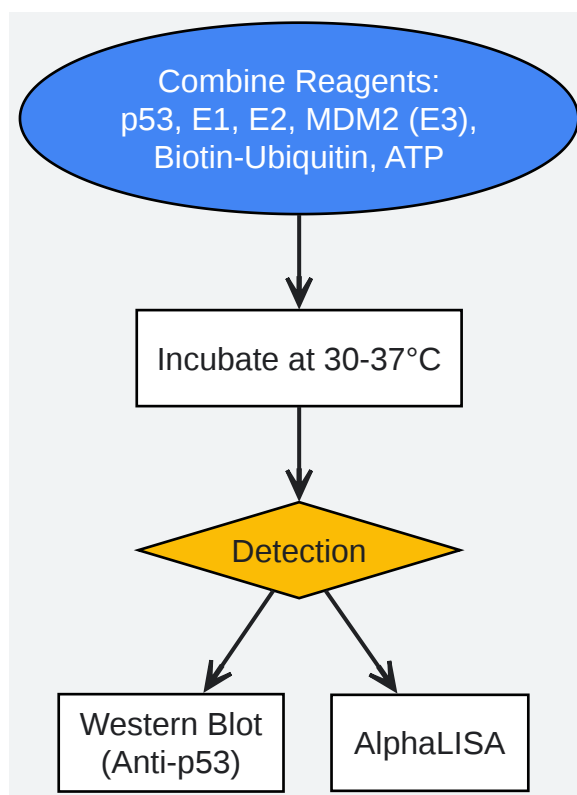 Combine Reagents:
p53, E1, E2, MDM2 (E3),
Biotin-Ubiquitin, ATP
Incubate at 30-37°C
Detection
Western Blot
(Anti-p53)
AlphaLISA